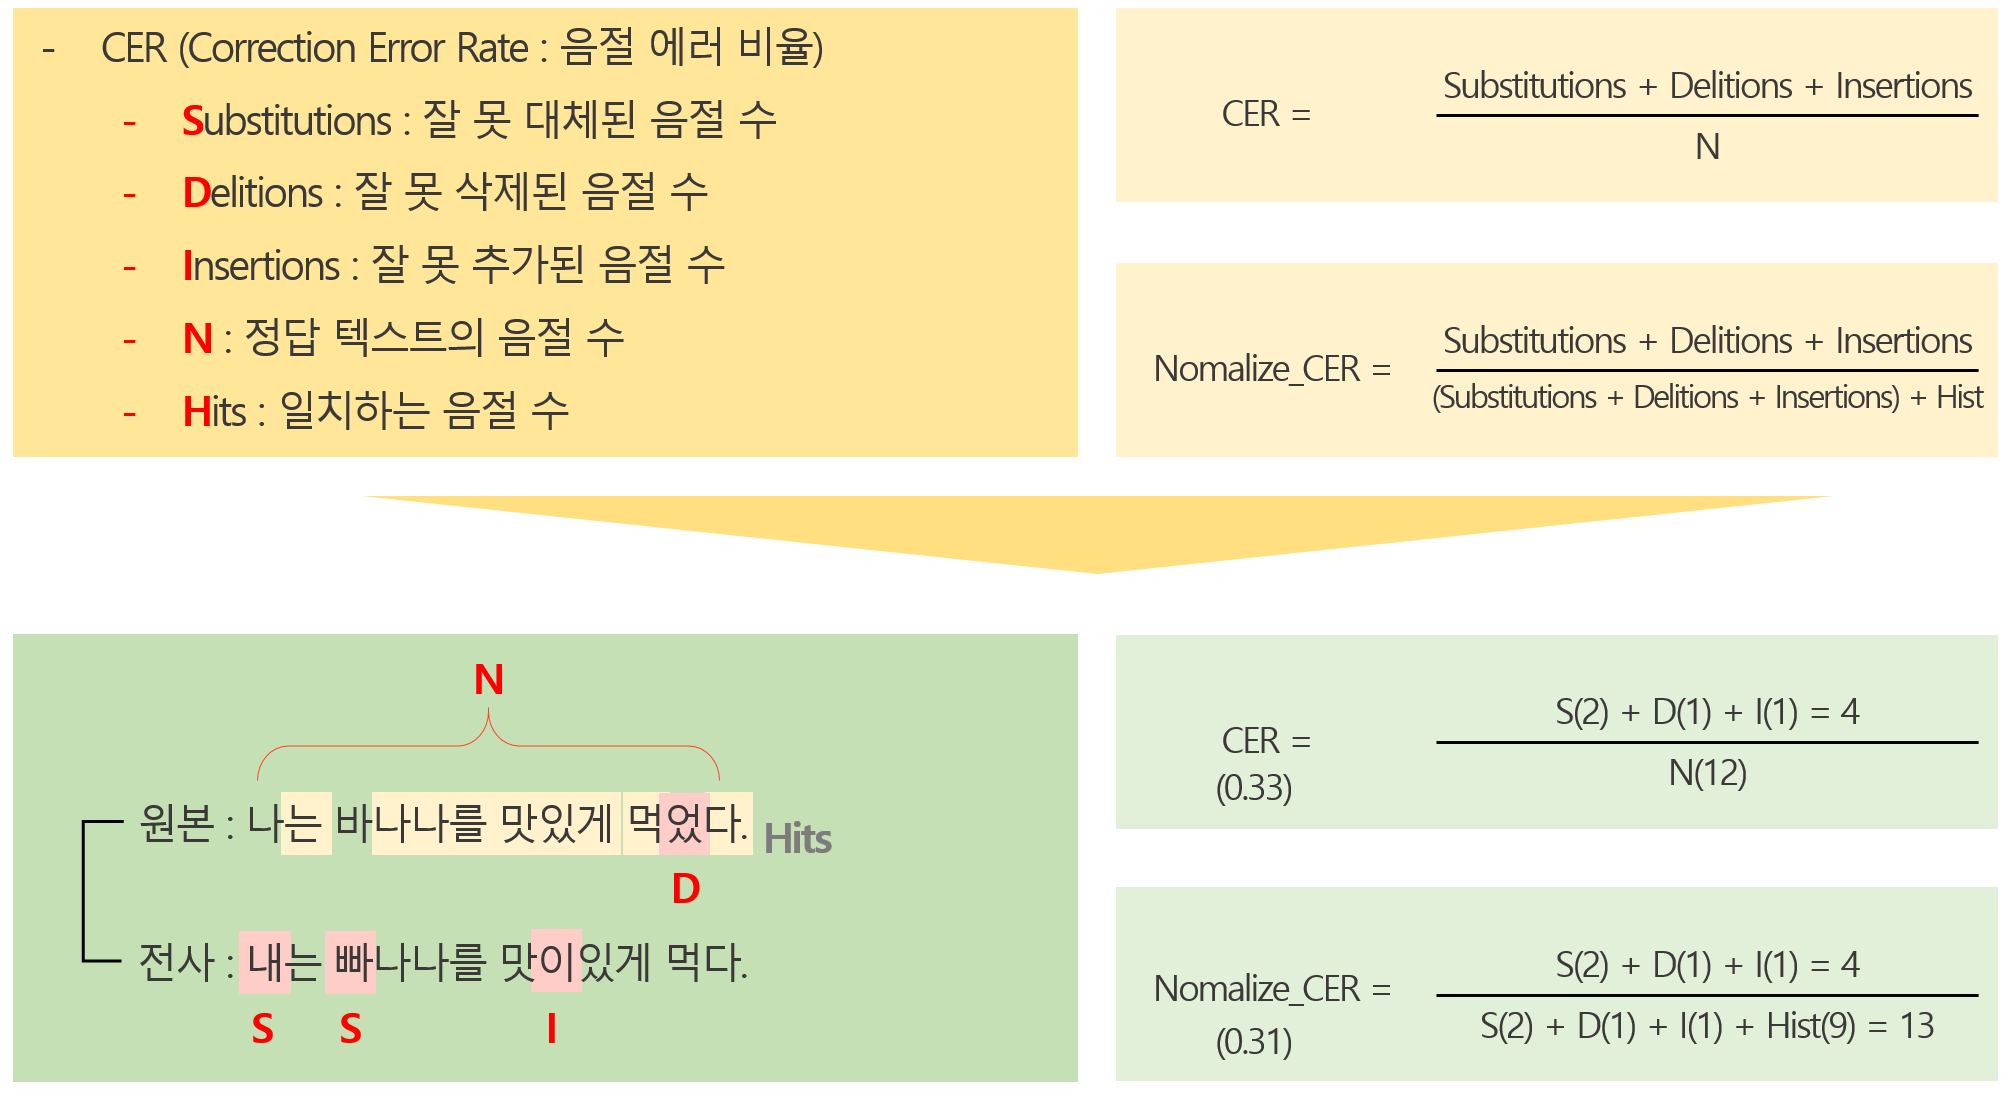 - CER (Correction Error Rate : 음절 에러 비율)
- Substitutions : 잘 못 대체된 음절 수
- Delitions : 잘 못 삭제된 음절 수
- Insertions : 잘 못 추가된 음절 수
- N : 정답 텍스트의 음절 수
- Hits : 일치하는 음절 수
Substitutions + Delitions + Insertions
CER =
N
Substitutions + Delitions + Insertions
Nomalize_CER =
(Substitutions + Delitions + Insertions) + Hist
N
원본 : 나는 바나나를 맛있게 먹었다.
Hits
D
전사 : 내는 빠나나를 맛이있게 먹다.
S S I
S(2) + D(1) + I(1) = 4
CER =
N(12)
(0.33)
S(2) + D(1) + I(1) = 4
Nomalize_CER =
S(2) + D(1) + I(1) + Hist(9) = 13
(0.31)